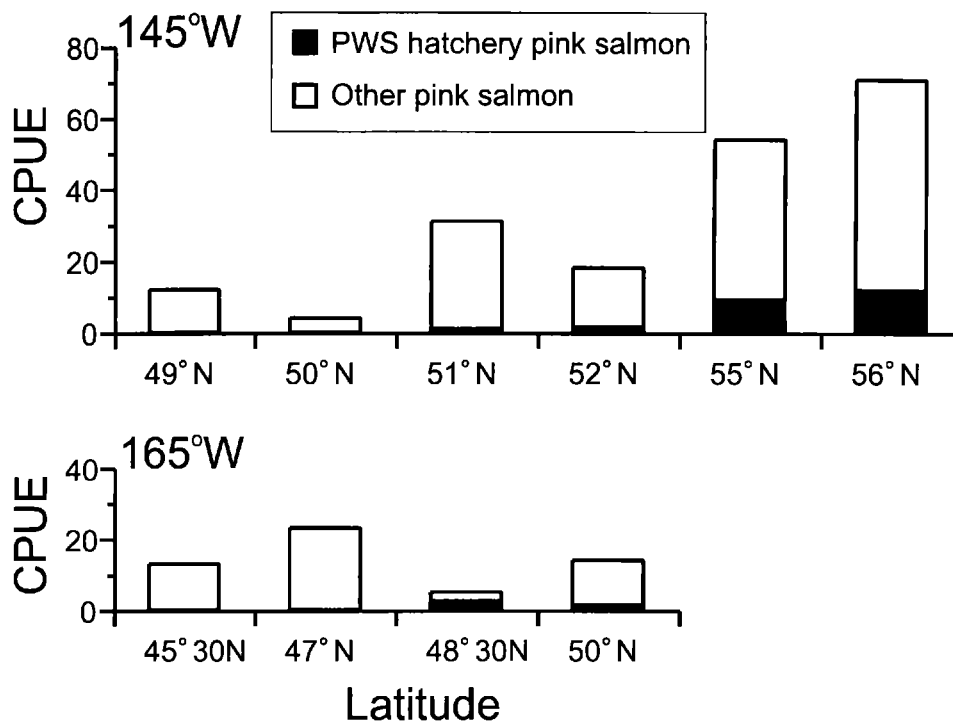 145°W
PWS hatchery pink salmon
Other pink salmon
CPUE
80
60
40
20
0
49°N 50°N 51°N 52°N 55°N 56°N
165°W
CPUE
40
20
0
45°30N 47°N 48°30N 50°N
Latitude